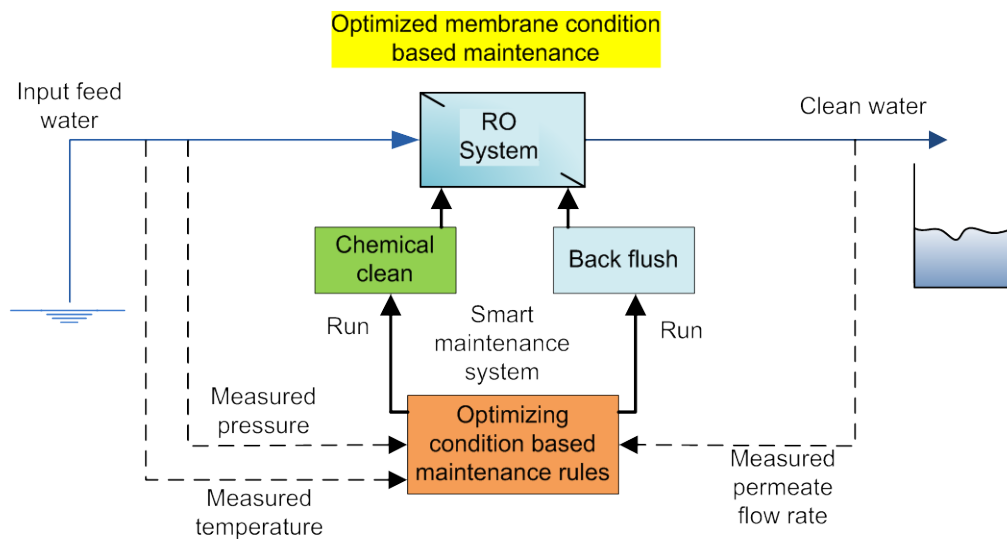 Optimized membrane condition
based maintenance
Input feed
water
RO
System
Clean water
Chemical
clean
Back flush
Run
Smart
maintenance
system
Run
Measured
pressure
Optimizing
condition based
maintenance rules
Measured
permeate
flow rate
Measured
temperature